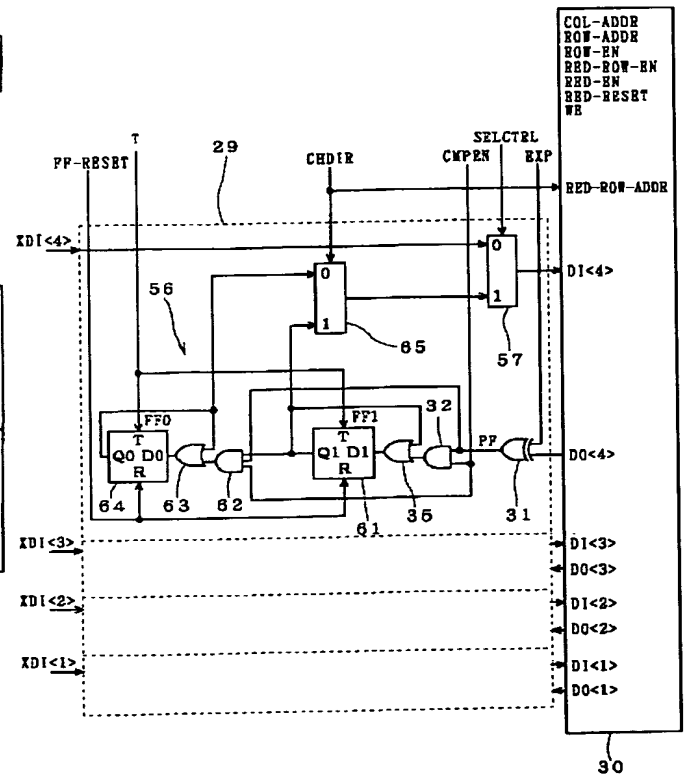 COL-ADDR
ROW-ADDR
ROW-EN
RED-ROW-EN
RED-EN
RED-RESET
WE
T
29
SELCTRL
FF-RESET
CHDIR
CMPEN
EXP
RED-ROW-ADDR
XDI<4>
0
0
DI<4>
1
56
1
65
57
FF0
FF1
32
T
T
PF
Q0 D0
Q1 D1
DO<4>
R
R
64
63
62
61
35
31
XDI<3>
DI<3>
DO<3>
XDI<2>
DI<2>
DO<2>
XDI<1>
DI<1>
DO<1>
30